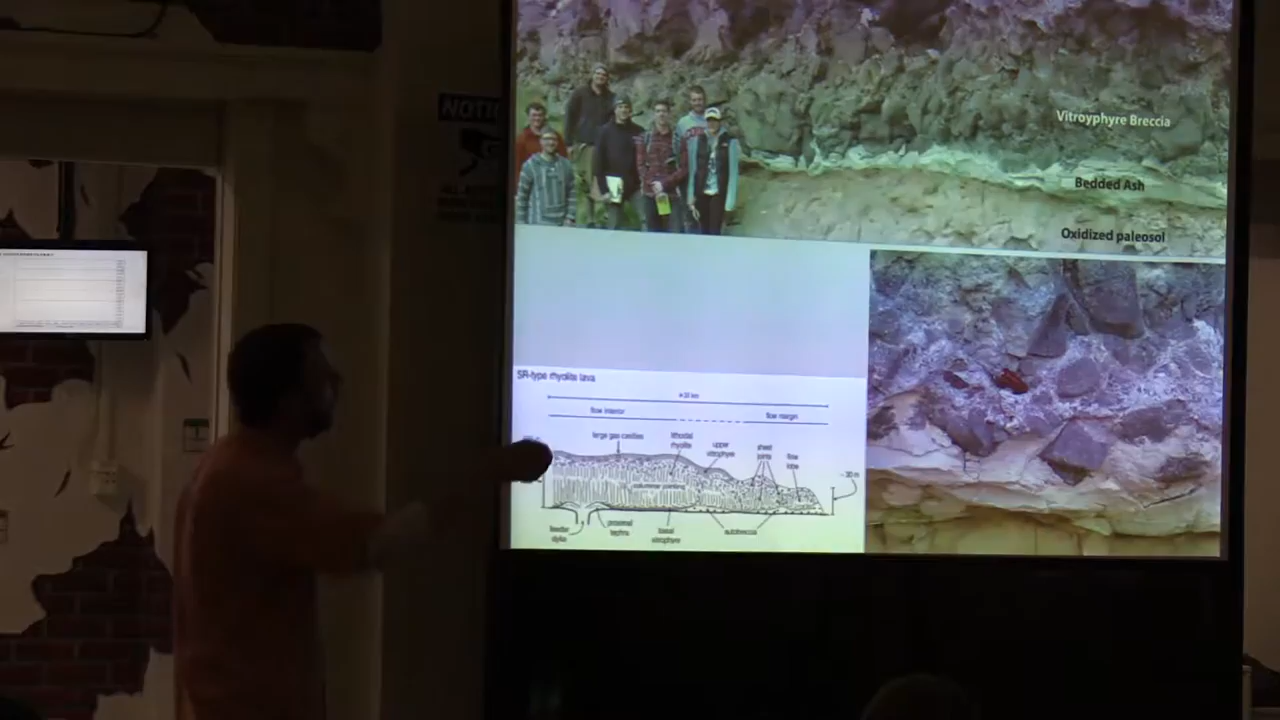 NOTI
Vitroyphyre Breccia
Bedded Ash
Oxidized paleosol
SR-type rhyolite lava
flow interior
flow margin
large gas cavities
lithoidal
rhyolite
upper
vitrophyre
sheet
joints
flow
lobe
feeder
dyke
proximal
tephra
basal
vitrophyre
autobreccia